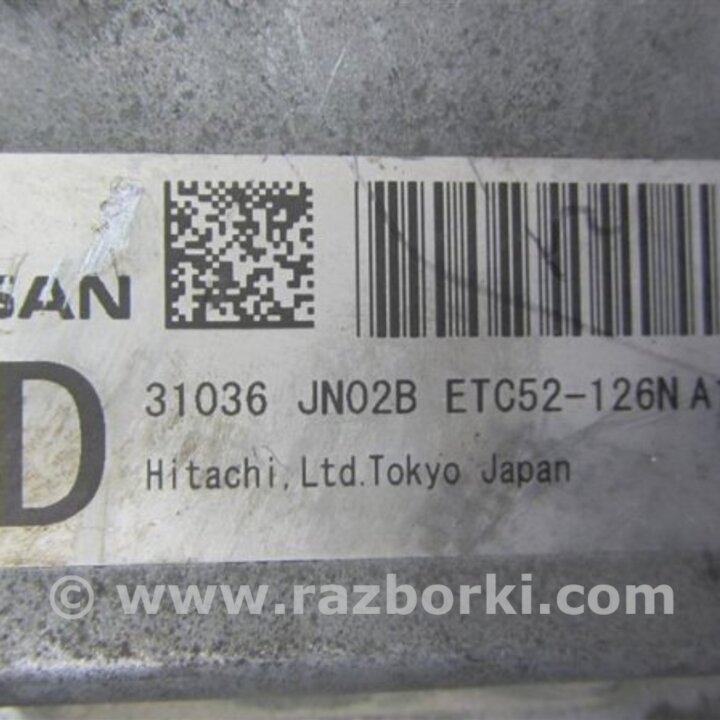 SAN
D
31036 JN02B ETC52-126N A
Hitachi, Ltd. Tokyo Japan
© www.razborki.com